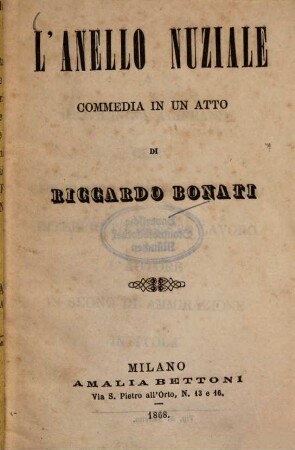 L'ANELLO NUZIALE
COMMEDIA IN UN ATTO
DI
RICCARDO BONATI
MILANO
AMALIA BETTONI
Via S. Pietro all'Orto, N. 13 e 16.
1868.